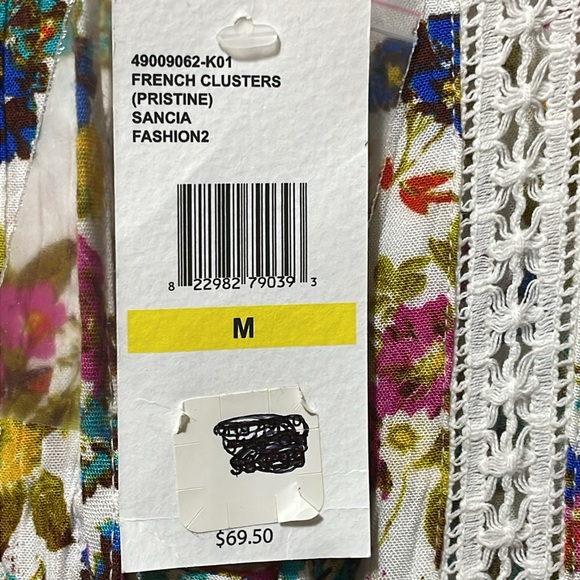 49009062-K01
FRENCH CLUSTERS
(PRISTINE)
SANCIA
FASHION2
8 22982 79039 3
M
$69.50